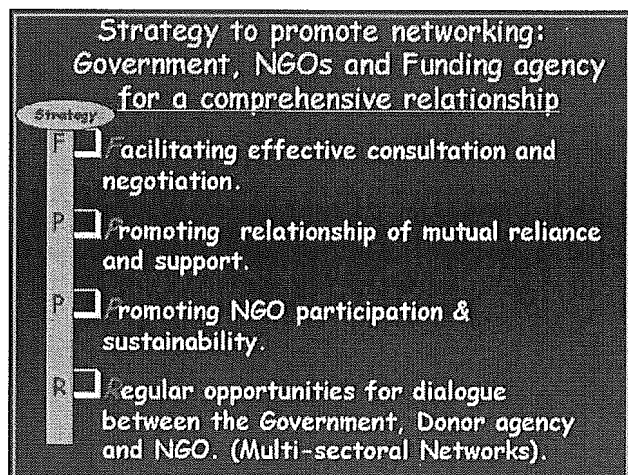 Strategy to promote networking:
Government, NGOs and Funding agency
for a comprehensive relationship
Strategy
F Facilitating effective consultation and
negotiation.
P Promoting relationship of mutual reliance
and support.
P Promoting NGO participation &
sustainability.
R Regular opportunities for dialogue
between the Government, Donor agency
and NGO. (Multi-sectoral Networks).